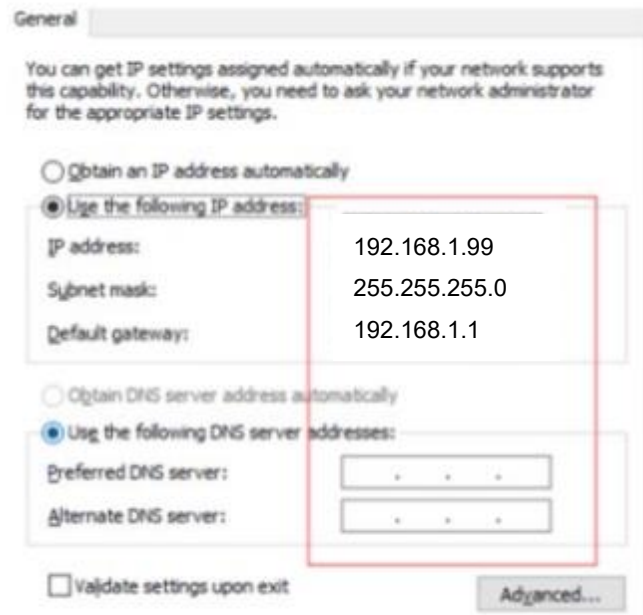 General
You can get IP settings assigned automatically if your network supports
this capability. Otherwise, you need to ask your network administrator
for the appropriate IP settings.
Obtain an IP address automatically
Use the following IP address:
IP address: 192.168.1.99
Subnet mask: 255.255.255.0
Default gateway: 192.168.1.1
Obtain DNS server address automatically
Use the following DNS server addresses:
Preferred DNS server: . . .
Alternate DNS server: . . .
Validate settings upon exit
Advanced...